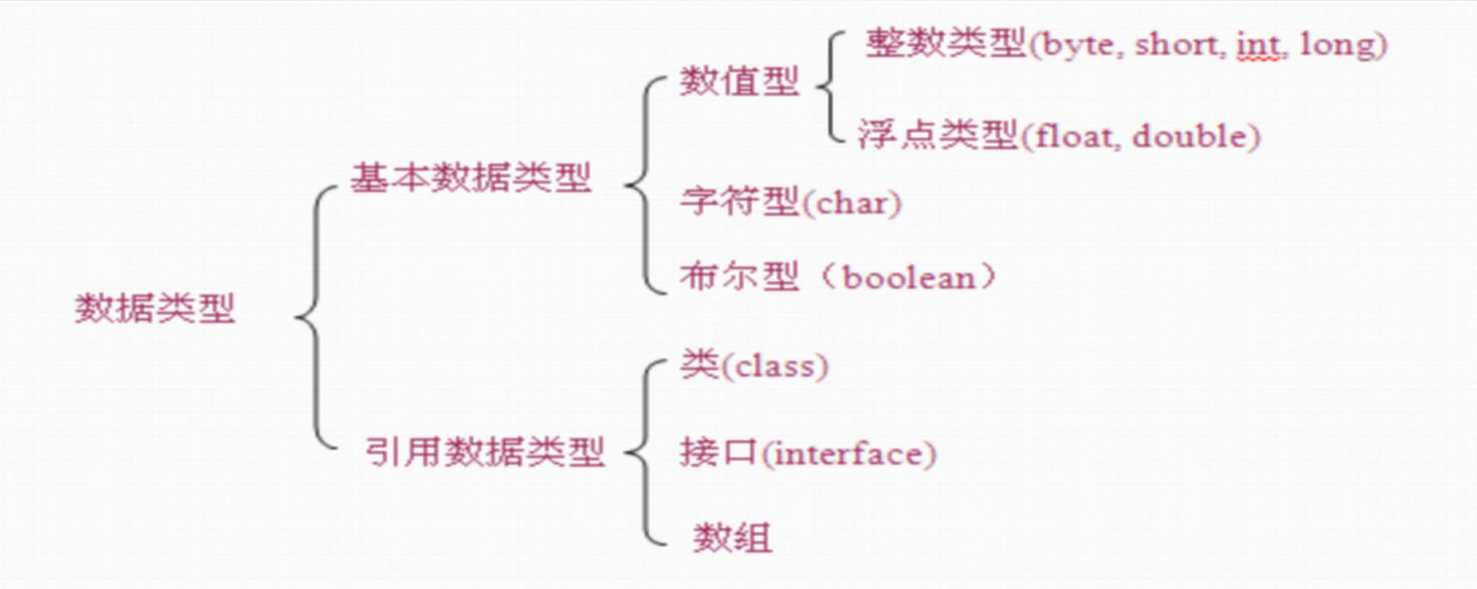 数据类型
基本数据类型
数值型
整数类型(byte, short, int, long)
浮点类型(float, double)
字符型(char)
布尔型（boolean）
引用数据类型
类(class)
接口(interface)
数组